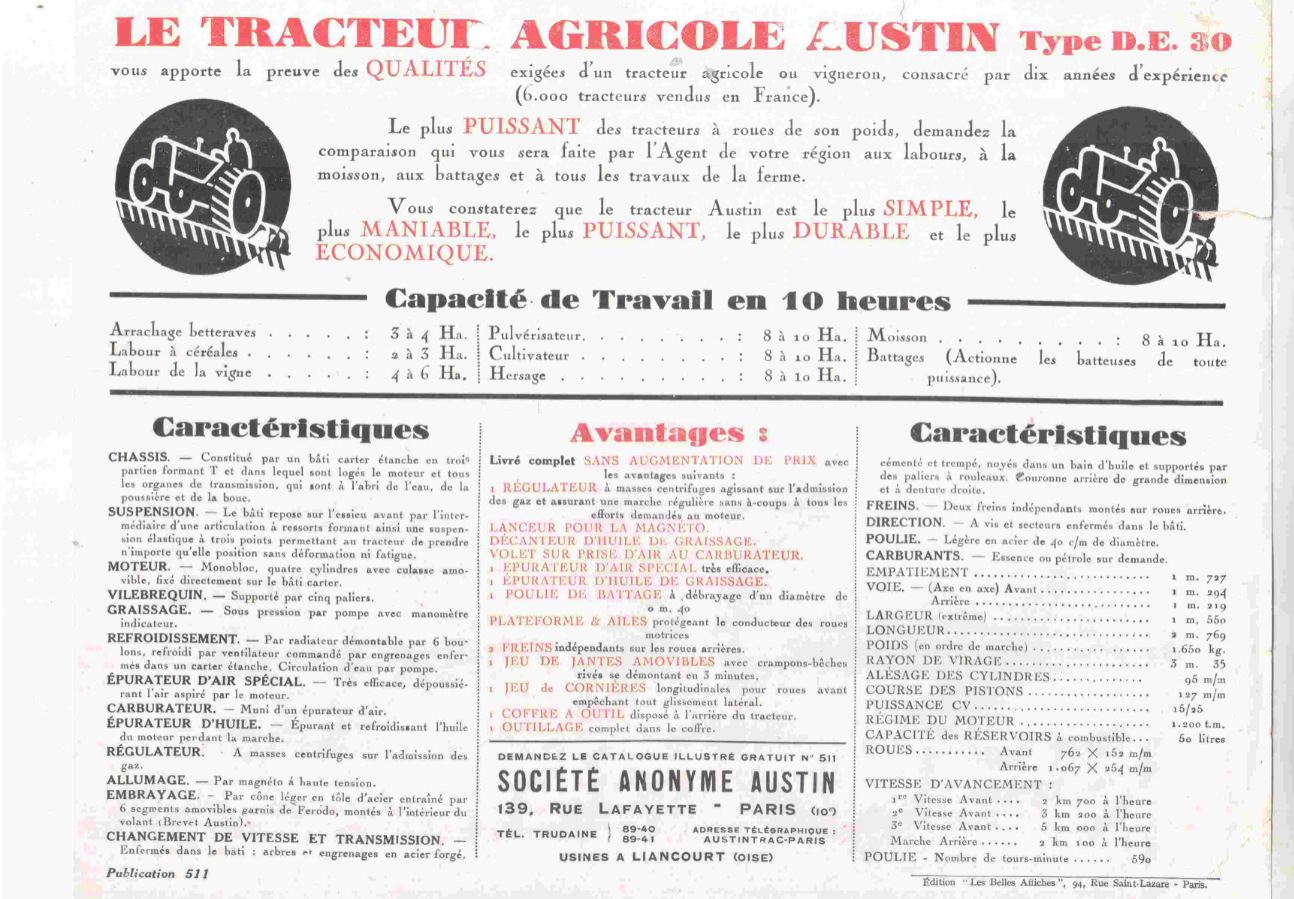 LE TRACTEUR AGRICOLE AUSTIN Type D.E. 30
vous apporte la preuve des QUALITÉS exigées d'un tracteur agricole ou vigneron, consacré par dix années d'expérience
(6.000 tracteurs vendus en France).
Le plus PUISSANT des tracteurs à roues de son poids, demandez la
comparaison qui vous sera faite par l'Agent de votre région aux labours, à la
moisson, aux battages et à tous les travaux de la ferme.
Vous constaterez que le tracteur Austin est le plus SIMPLE, le
plus MANIABLE, le plus PUISSANT, le plus DURABLE et le plus
ECONOMIQUE.
Capacité de Travail en 10 heures
Arrachage betteraves . . . . . : 3 à 4 Ha.
Labour à céréales . . . . . . : 2 à 3 Ha.
Labour de la vigne . . . . . : 4 à 6 Ha.
Pulvérisateur. . . . . . . : 8 à 10 Ha.
Cultivateur . . . . . . . : 8 à 10 Ha.
Hersage . . . . . . . . : 8 à 10 Ha.
Moisson . . . . . . . . . : 8 à 10 Ha.
Battages (Actionne les batteuses de toute
puissance).
Caractéristiques
CHASSIS. — Constitué par un bâti carter étanche en trois
parties formant T et dans lequel sont logés le moteur et tous
les organes de transmission, qui sont à l'abri de l'eau, de la
poussière et de la boue.
SUSPENSION. — Le bâti repose sur l'essieu avant par l'inter-
médiaire d'une articulation à ressorts formant ainsi une suspen-
sion élastique à trois points permettant au tracteur de prendre
n'importe qu'elle position sans déformation ni fatigue.
MOTEUR. — Monobloc, quatre cylindres avec culasse amo-
vible, fixé directement sur le bâti carter.
VILEBREQUIN. — Supporté par cinq paliers.
GRAISSAGE. — Sous pression par pompe avec manomètre
indicateur.
REFROIDISSEMENT. — Par radiateur démontable par 6 bou-
lons, refroidi par ventilateur commandé par engrenages enfer-
més dans un carter étanche. Circulation d'eau par pompe.
ÉPURATEUR D'AIR SPÉCIAL. — Très efficace, dépoussié-
rant l'air aspiré par le moteur.
CARBURATEUR. — Muni d'un épurateur d'air.
ÉPURATEUR D'HUILE. — Épurant et refroidissant l'huile
du moteur pendant la marche.
RÉGULATEUR. A masses centrifuges sur l'admission des
gaz.
ALLUMAGE. — Par magnéto à haute tension.
EMBRAYAGE. - Par cône léger en tôle d'acier entraîné par
6 segments amovibles garnis de Ferodo, montés à l'intérieur du
volant (Brevet Austin).
CHANGEMENT DE VITESSE ET TRANSMISSION. —
Enfermés dans le bâti : arbres et engrenages en acier forgé,
Publication 511
Avantages :
Livré complet SANS AUGMENTATION DE PRIX avec
les avantages suivants :
1 RÉGULATEUR à masses centrifuges agissant sur l'admission
des gaz et assurant une marche régulière sans à-coups à tous les
efforts demandés au moteur.
LANCEUR POUR LA MAGNETO.
DÉCANTEUR D'HUILE DE GRAISSAGE.
VOLET SUR PRISE D'AIR AU CARBURATEUR.
1 EPURATEUR D'AIR SPECIAL très efficace.
1 ÉPURATEUR D'HUILE DE GRAISSAGE.
1 POULIE DE BATTAGE à débrayage d'un diamètre de
0 m. 40
PLATEFORME & AILES protégeant le conducteur des roues
motrices
2 FREINS indépendants sur les roues arrières.
1 JEU DE JANTES AMOVIBLES avec crampons-bêches
rivés se démontant en 3 minutes.
1 JEU de CORNIÈRES longitudinales pour roues avant
empêchant tout glissement latéral.
1 COFFRE A OUTIL disposé à l'arrière du tracteur.
1 OUTILLAGE complet dans le coffre.
DEMANDEZ LE CATALOGUE ILLUSTRÉ GRATUIT N° 511
SOCIÉTÉ ANONYME AUSTIN
139, RUE LAFAYETTE - PARIS (10e)
TÉL. TRUDAINE } 89-40 89-41
ADRESSE TÉLÉGRAPHIQUE :
AUSTINTRAC-PARIS
USINES A LIANCOURT (OISE)
Caractéristiques
cémenté et trempé, noyés dans un bain d'huile et supportés par
des paliers à rouleaux. Couronne arrière de grande dimension
et à denture droite.
FREINS. – Deux freins indépendants montés sur roues arrière.
DIRECTION. – A vis et secteurs enfermés dans le bâti.
POULIE. – Légère en acier de 40 c/m de diamètre.
CARBURANTS. – Essence ou pétrole sur demande.
EMPATIEMENT ............................ 1 m. 727
VOIE. – (Axe en axe) Avant .................. 1 m. 294
Arrière ............................ 1 m. 219
LARGEUR (extrême) ......................... 1 m. 550
LONGUEUR................................ 2 m. 769
POIDS (en ordre de marche) .................... 1.650 kg.
RAYON DE VIRAGE ....................... 3 m. 35
ALÉSAGE DES CYLINDRES............... 95 m/m
COURSE DES PISTONS .................... 127 m/m
PUISSANCE CV ........................... 15/25
RÉGIME DU MOTEUR ..................... 1.200 t.m.
CAPACITÉ des RÉSERVOIRS à combustible... 50 litres
ROUES........... Avant 762 X 152 m/m
Arrière 1.067 X 254 m/m
VITESSE D'AVANCEMENT :
1re Vitesse Avant .... 2 km 700 à l'heure
2e Vitesse Avant .... 3 km 200 à l'heure
3e Vitesse Avant .... 5 km 000 à l'heure
Marche Arrière ...... 2 km 100 à l'heure
POULIE - Nombre de tours-minute ...... 590
Édition "Les Belles Affiches", 94, Rue Saint-Lazare - Paris.